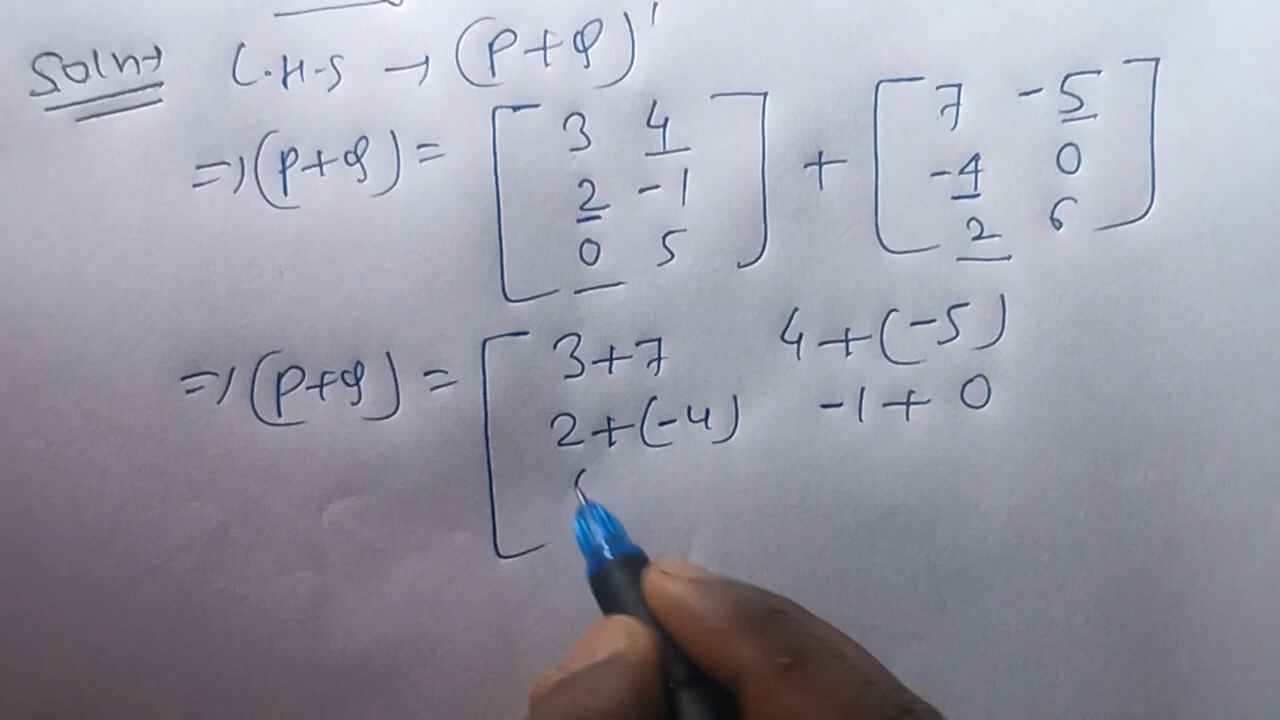 Soln→ L.H.S → (P+Q)'
=> (P+Q) = [ 3 4 ] + [ 7 -5 ]
2 -1 -4 0
0 5 2 6
=> (P+Q) = [ 3+7 4+(-5)
2+(-4) -1+0